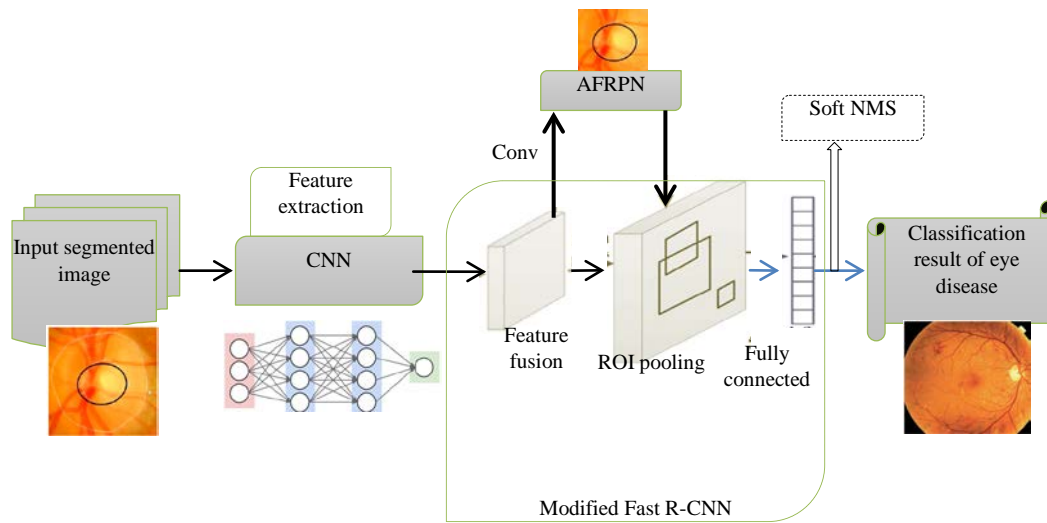 Input segmented
image
Feature
extraction
CNN
Conv
AFRPN
Feature
fusion
ROI pooling
Fully
connected
Soft NMS
Classification
result of eye
disease
Modified Fast R-CNN